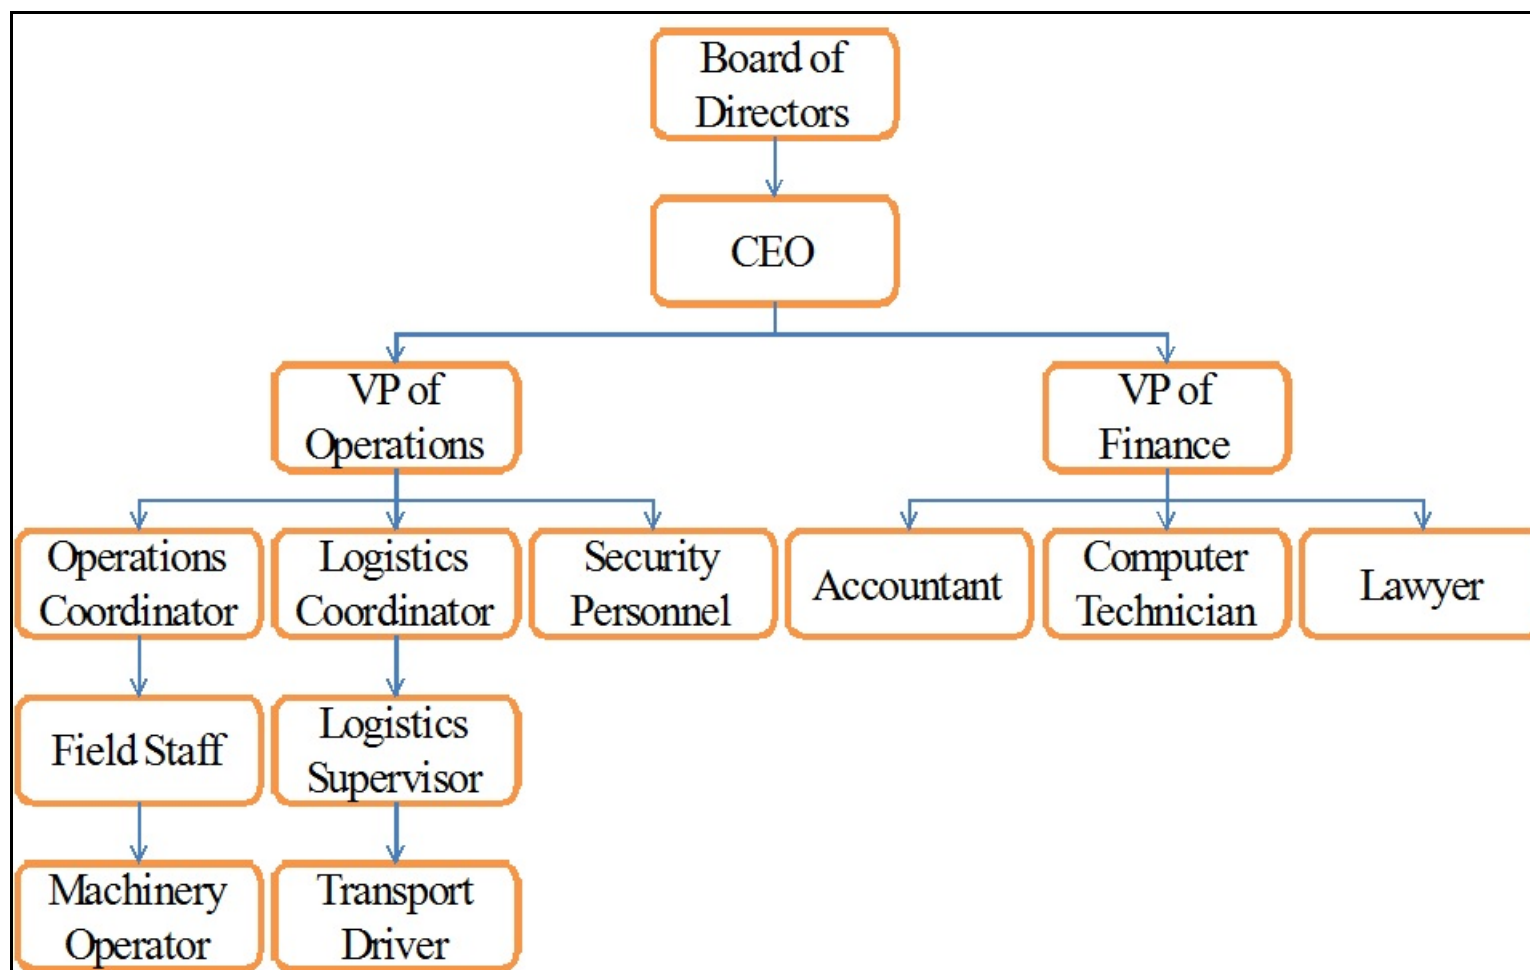 Board of
Directors
CEO
VP of
Operations
VP of
Finance
Operations
Coordinator
Logistics
Coordinator
Security
Personnel
Accountant
Computer
Technician
Lawyer
Field Staff
Logistics
Supervisor
Machinery
Operator
Transport
Driver